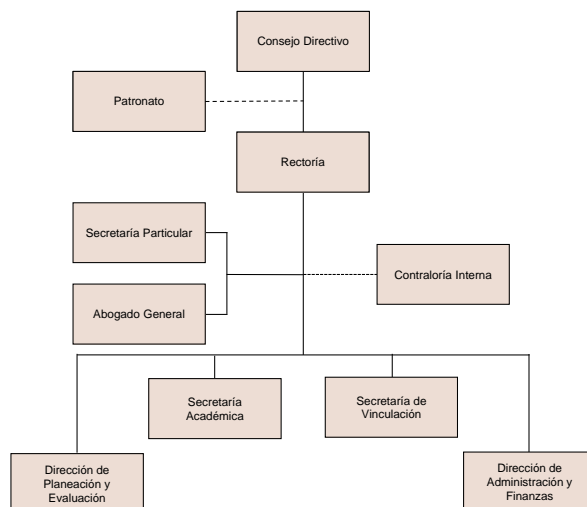 Consejo Directivo
Patronato
Rectoría
Secretaría Particular
Contraloría Interna
Abogado General
Secretaría
Académica
Secretaría de
Vinculación
Dirección de
Planeación y
Evaluación
Dirección de
Administración y
Finanzas